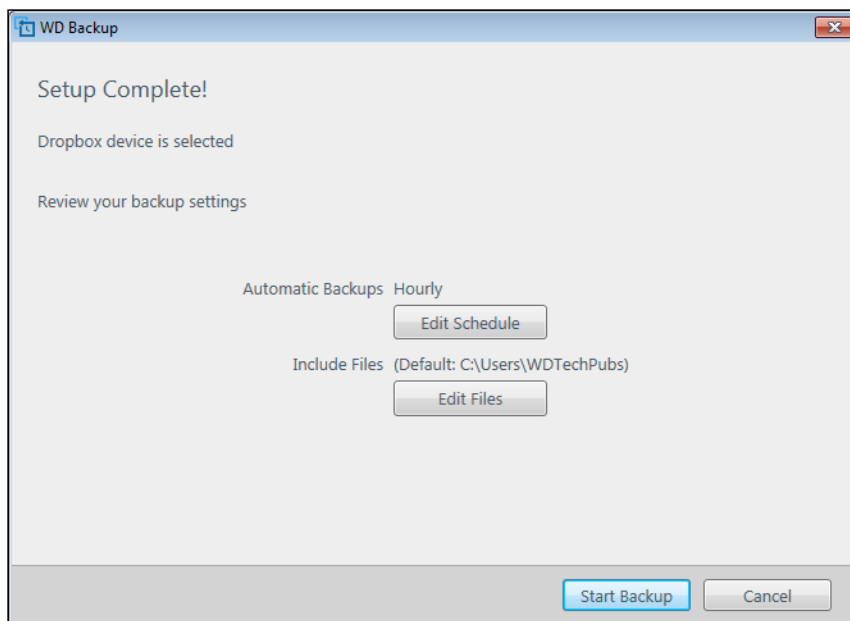 WD Backup
Setup Complete!
Dropbox device is selected
Review your backup settings
Automatic Backups Hourly
Edit Schedule
Include Files (Default: C:\Users\WDTechPubs)
Edit Files
Start Backup Cancel